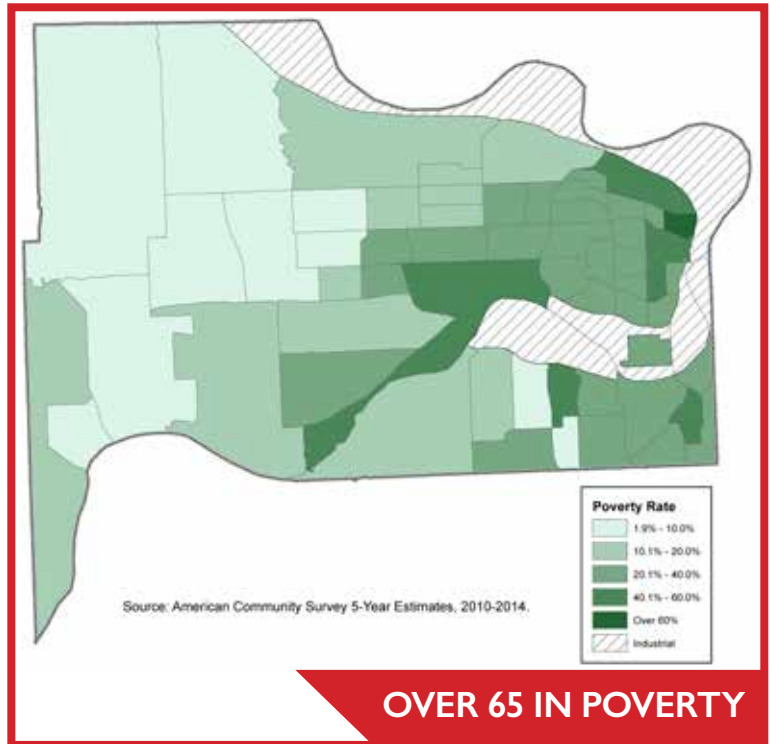 Poverty Rate
1.9% - 10.0%
10.1% - 20.0%
20.1% - 40.0%
40.1% - 60.0%
Over 60%
Industrial
Source: American Community Survey 5-Year Estimates, 2010-2014.
OVER 65 IN POVERTY